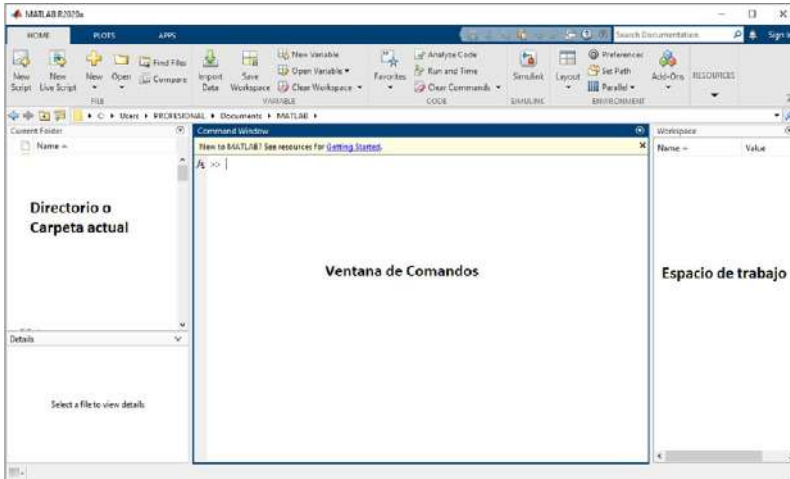 MATLAB R2020a
HOME PLOTS APPS
Search Documentation Sign In
New Script
New Live Script
New
Open
Find Files
Compare
Import Data
Save Workspace
New Variable
Open Variable
Clear Workspace
Favorites
Analyze Code
Run and Time
Clear Commands
Simulink
Layout
Preferences
Set Path
Parallel
Add-Ons
RESOURCES
FILE VARIABLE CODE SIMULINK ENVIRONMENT
C: Users PROFESIONAL Documents MATLAB
Current Folder
Name
Directorio o
Carpeta actual
Details
Select a file to view details
Command Window
New to MATLAB? See resources for Getting Started.
fx >>
Ventana de Comandos
Workspace
Name Value
Espacio de trabajo